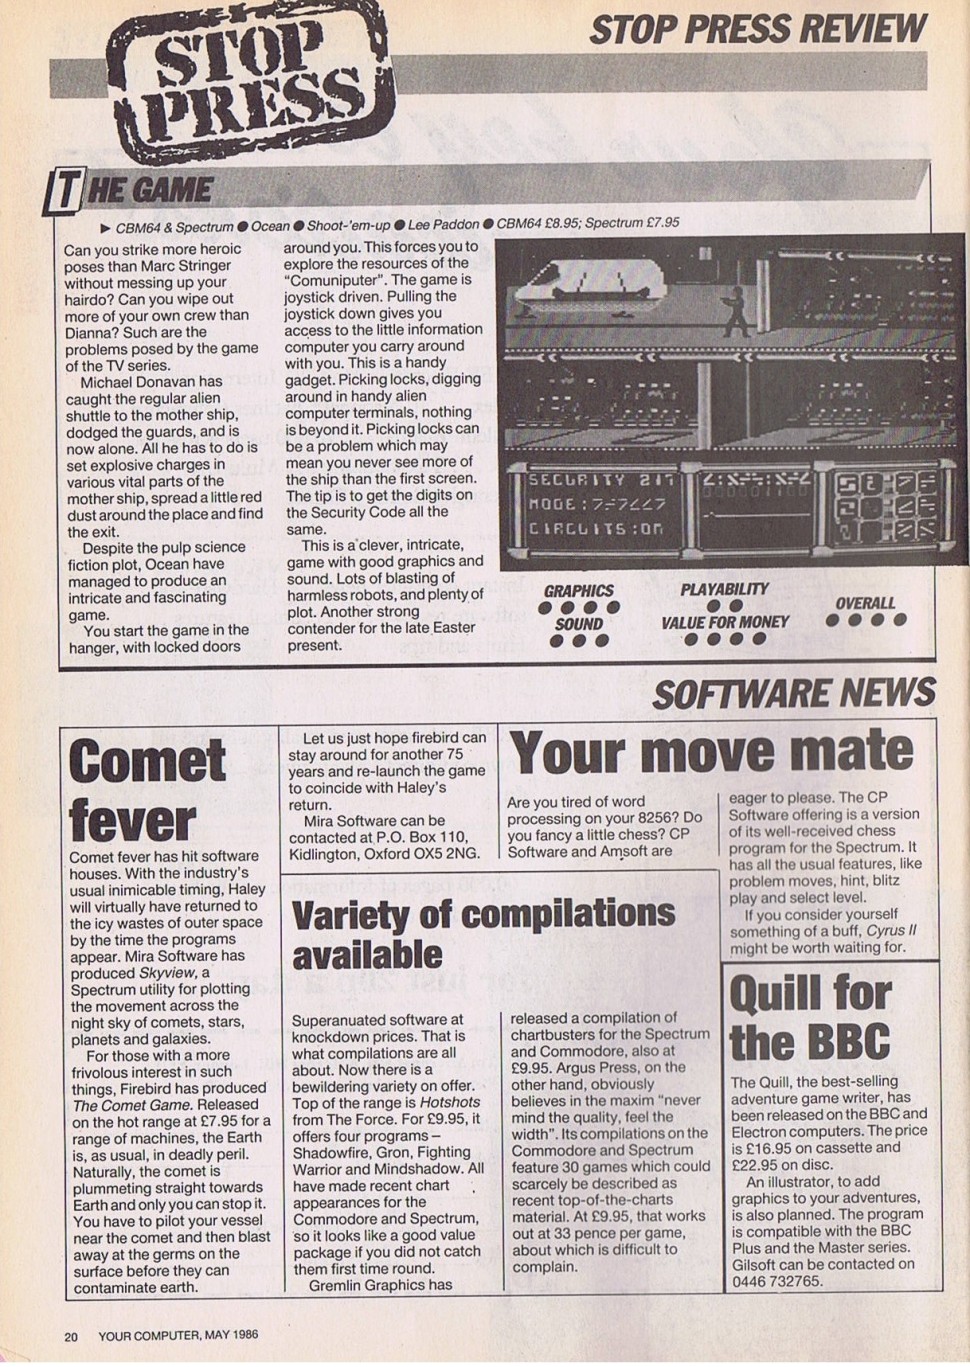 STOP PRESS REVIEW
STOP
PRESS
THE GAME
▶ CBM64 & Spectrum ● Ocean ● Shoot-'em-up ● Lee Paddon ● CBM64 £8.95; Spectrum £7.95
Can you strike more heroic
poses than Marc Stringer
without messing up your
hairdo? Can you wipe out
more of your own crew than
Dianna? Such are the
problems posed by the game
of the TV series.
Michael Donavan has
caught the regular alien
shuttle to the mother ship,
dodged the guards, and is
now alone. All he has to do is
set explosive charges in
various vital parts of the
mother ship, spread a little red
dust around the place and find
the exit.
Despite the pulp science
fiction plot, Ocean have
managed to produce an
intricate and fascinating
game.
You start the game in the
hanger, with locked doors
around you. This forces you to
explore the resources of the
"Comuniputer". The game is
joystick driven. Pulling the
joystick down gives you
access to the little information
computer you carry around
with you. This is a handy
gadget. Picking locks, digging
around in handy alien
computer terminals, nothing
is beyond it. Picking locks can
be a problem which may
mean you never see more of
the ship than the first screen.
The tip is to get the digits on
the Security Code all the
same.
This is a clever, intricate,
game with good graphics and
sound. Lots of blasting of
harmless robots, and plenty of
plot. Another strong
contender for the late Easter
present.
SECURITY
MODE:
CIRCUITS:ON
GRAPHICS
● ● ● ●
SOUND
● ● ●
PLAYABILITY
● ●
VALUE FOR MONEY
● ● ● ●
OVERALL
● ● ● ●
SOFTWARE NEWS
Comet
fever
Comet fever has hit software
houses. With the industry's
usual inimicable timing, Haley
will virtually have returned to
the icy wastes of outer space
by the time the programs
appear. Mira Software has
produced Skyview, a
Spectrum utility for plotting
the movement across the
night sky of comets, stars,
planets and galaxies.
For those with a more
frivolous interest in such
things, Firebird has produced
The Comet Game. Released
on the hot range at £7.95 for a
range of machines, the Earth
is, as usual, in deadly peril.
Naturally, the comet is
plummeting straight towards
Earth and only you can stop it.
You have to pilot your vessel
near the comet and then blast
away at the germs on the
surface before they can
contaminate earth.
Let us just hope firebird can
stay around for another 75
years and re-launch the game
to coincide with Haley's
return.
Mira Software can be
contacted at P.O. Box 110,
Kidlington, Oxford OX5 2NG.
Your move mate
Are you tired of word
processing on your 8256? Do
you fancy a little chess? CP
Software and Amsoft are
eager to please. The CP
Software offering is a version
of its well-received chess
program for the Spectrum. It
has all the usual features, like
problem moves, hint, blitz
play and select level.
If you consider yourself
something of a buff, Cyrus II
might be worth waiting for.
Variety of compilations
available
Superanuated software at
knockdown prices. That is
what compilations are all
about. Now there is a
bewildering variety on offer.
Top of the range is Hotshots
from The Force. For £9.95, it
offers four programs –
Shadowfire, Gron, Fighting
Warrior and Mindshadow. All
have made recent chart
appearances for the
Commodore and Spectrum,
so it looks like a good value
package if you did not catch
them first time round.
Gremlin Graphics has
released a compilation of
chartbusters for the Spectrum
and Commodore, also at
£9.95. Argus Press, on the
other hand, obviously
believes in the maxim "never
mind the quality, feel the
width". Its compilations on the
Commodore and Spectrum
feature 30 games which could
scarcely be described as
recent top-of-the-charts
material. At £9.95, that works
out at 33 pence per game,
about which is difficult to
complain.
Quill for
the BBC
The Quill, the best-selling
adventure game writer, has
been released on the BBC and
Electron computers. The price
is £16.95 on cassette and
£22.95 on disc.
An illustrator, to add
graphics to your adventures,
is also planned. The program
is compatible with the BBC
Plus and the Master series.
Gilsoft can be contacted on
0446 732765.
20 YOUR COMPUTER, MAY 1986